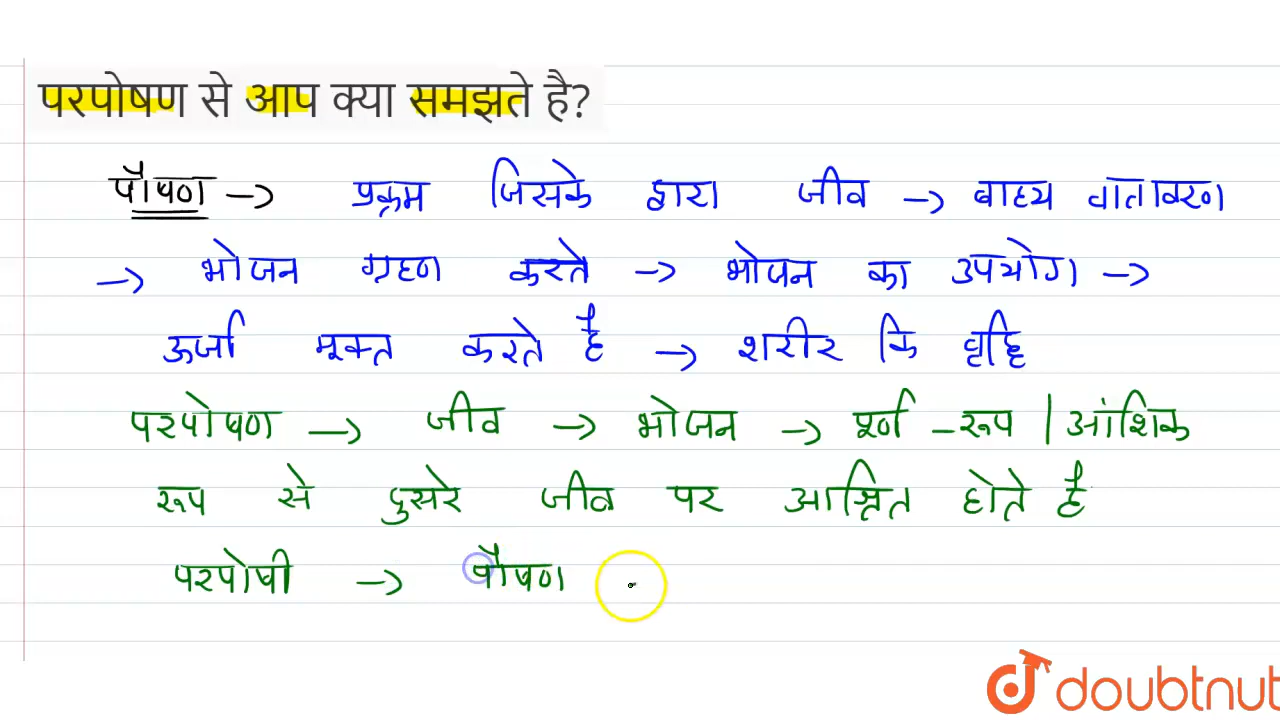 परपोषण से आप क्या समझते है?
पौषण -> प्रक्रम जिसके द्वारा जीव -> बाह्य वातावरण
-> भोजन ग्रहण करते -> भोजन का उपयोग ->
ऊर्जा मुक्त करते है -> शरीर कि वृद्धि
परपोषण -> जीव -> भोजन -> पूर्ण -रूप | आंशिक
रूप से दुसरे जीव पर आश्रित होते है
परपोषी -> पौषण
doubtnut